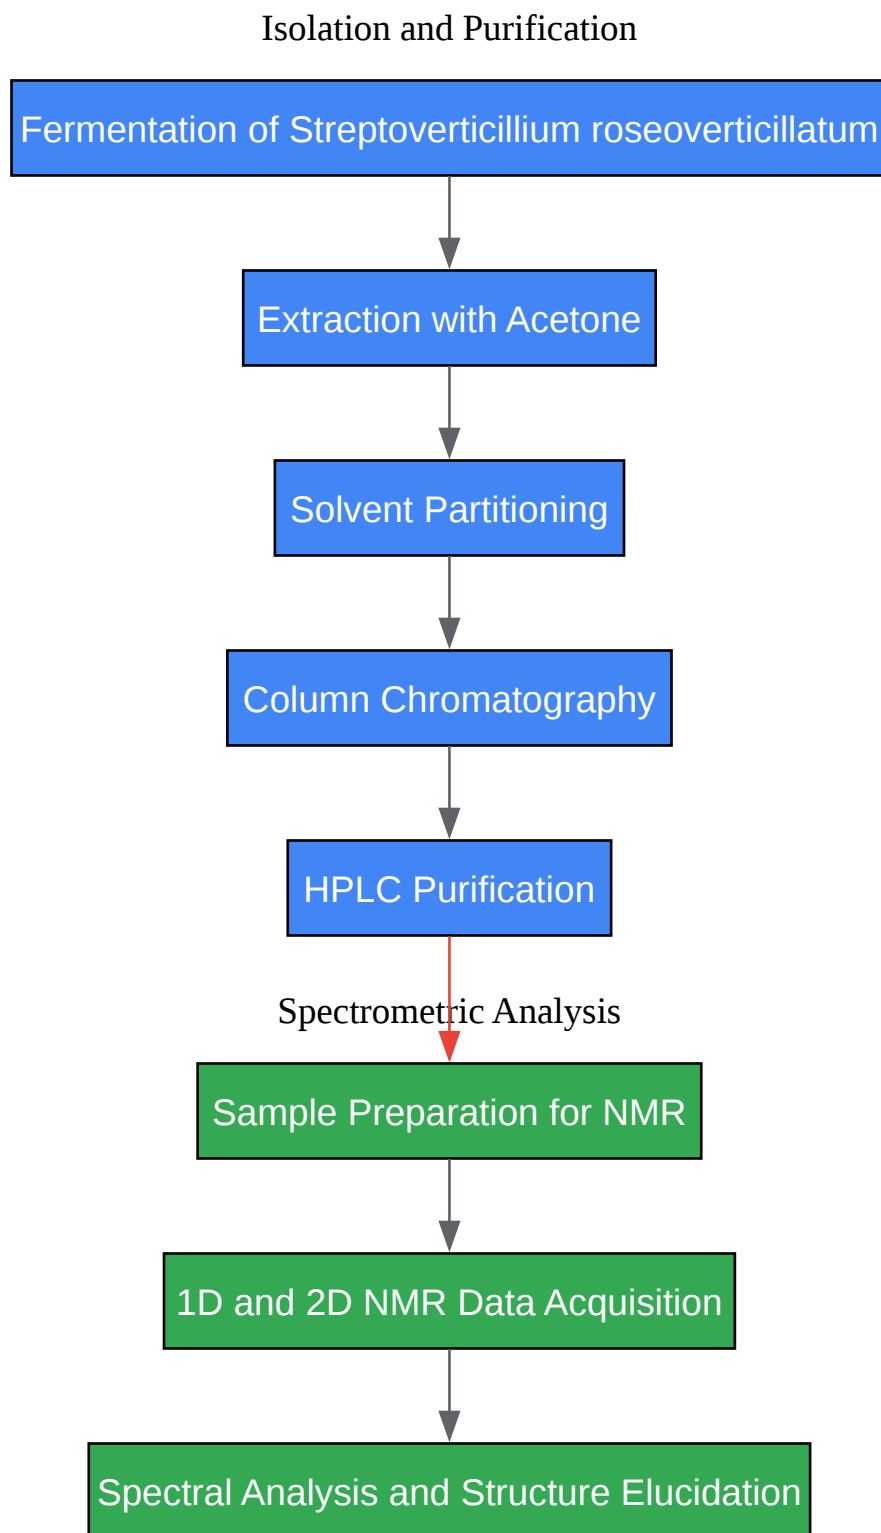 Isolation and Purification
Fermentation of Streptoverticillium roseoverticillatum
Extraction with Acetone
Solvent Partitioning
Column Chromatography
HPLC Purification
Spectrometric Analysis
Sample Preparation for NMR
1D and 2D NMR Data Acquisition
Spectral Analysis and Structure Elucidation